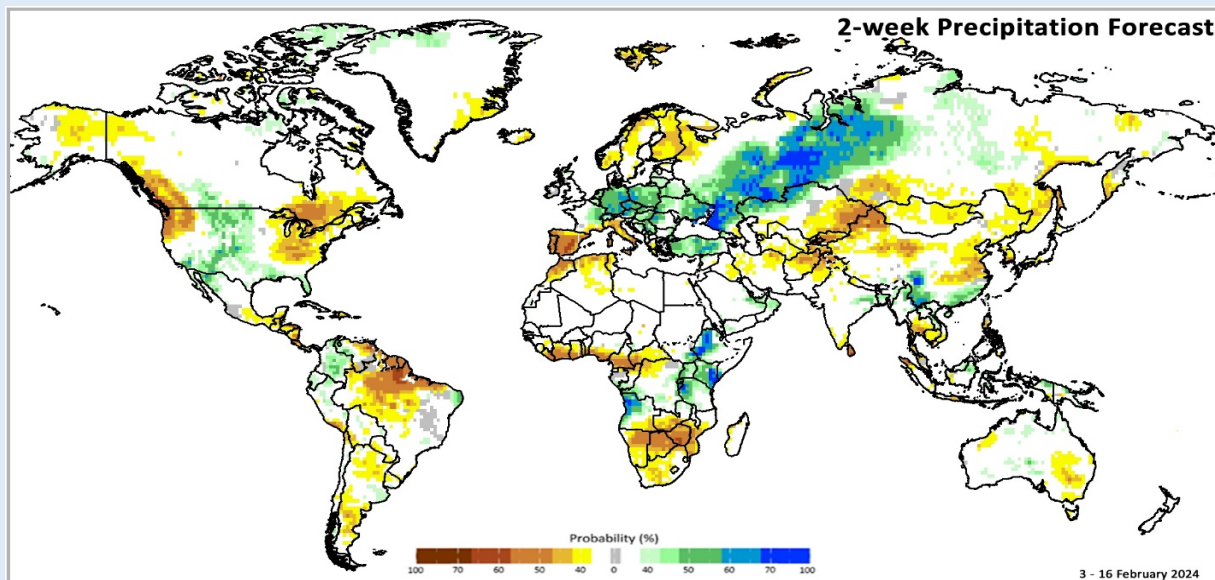 2-week Precipitation Forecast
Probability (%)
100 70 60 50 40 0 40 50 60 70 100
3 - 16 February 2024